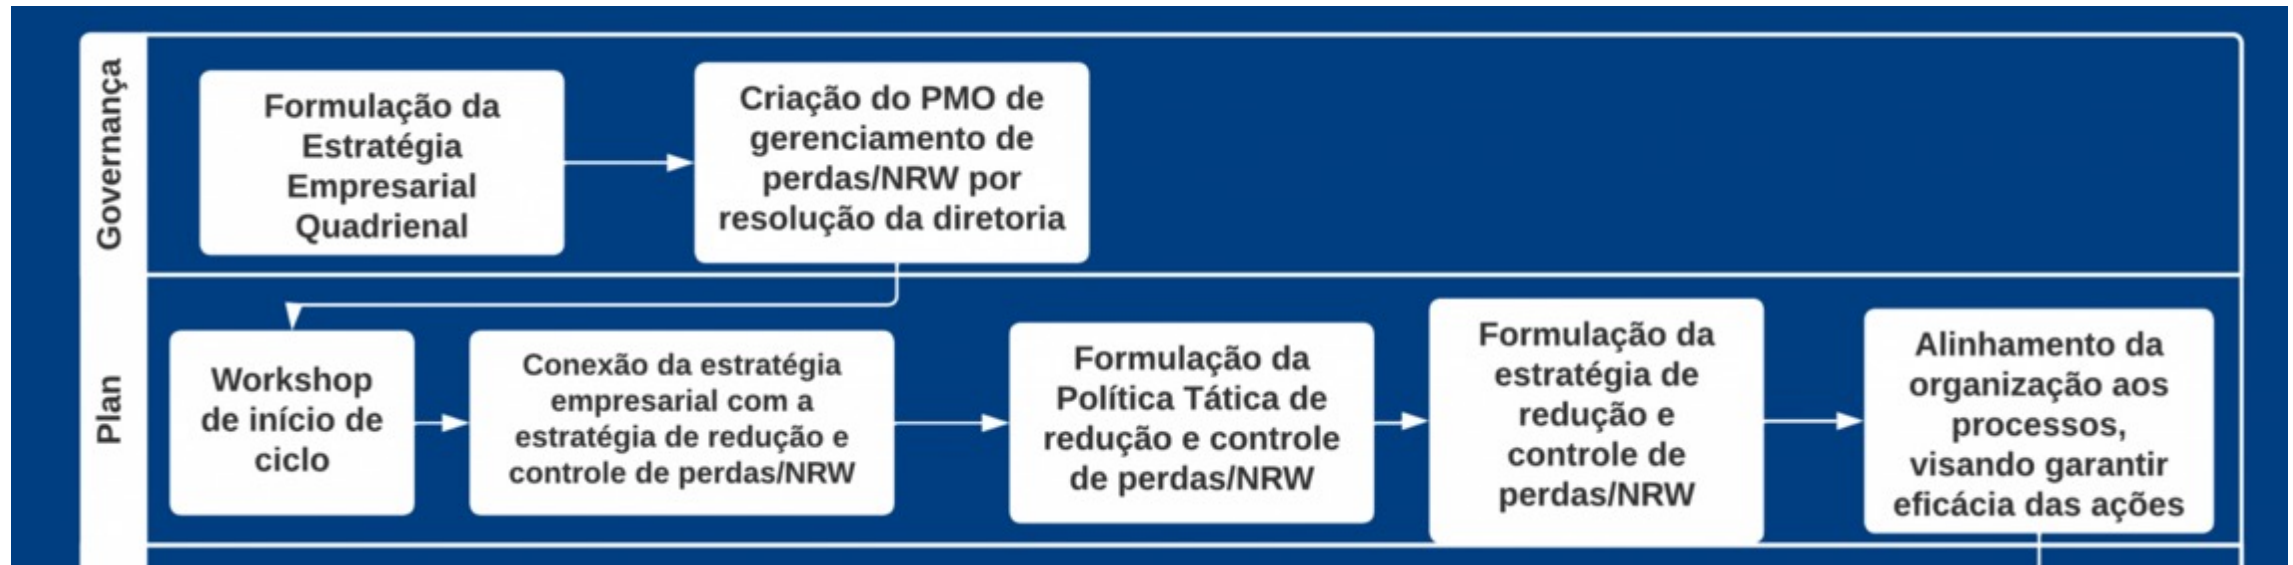 Governança
Formulação da
Estratégia
Empresarial
Quadrienal
Criação do PMO de
gerenciamento de
perdas/NRW por
resolução da diretoria
Plan
Workshop
de início de
ciclo
Conexão da estratégia
empresarial com a
estratégia de redução e
controle de perdas/NRW
Formulação da
Política Tática de
redução e controle
de perdas/NRW
Formulação da
estratégia de
redução e
controle de
perdas/NRW
Alinhamento da
organização aos
processos,
visando garantir
eficácia das ações